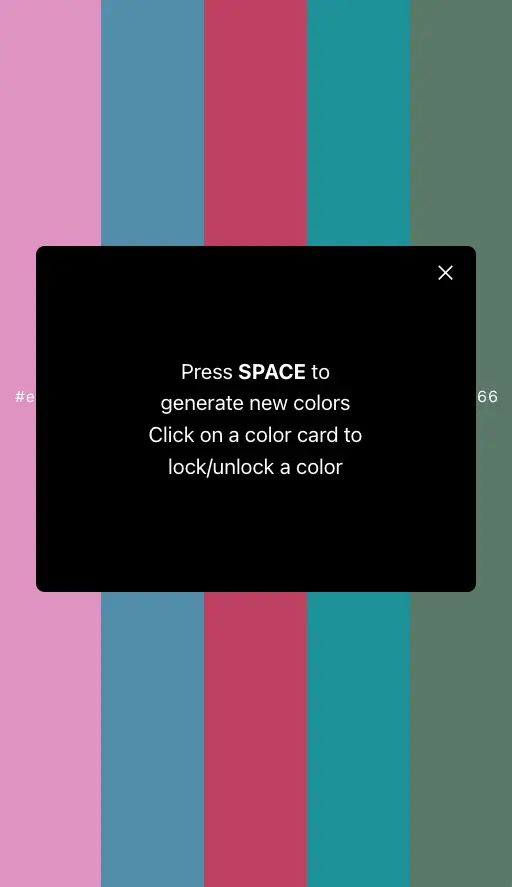 Press SPACE to
generate new colors
#e
66
Click on a color card to
lock/unlock a color